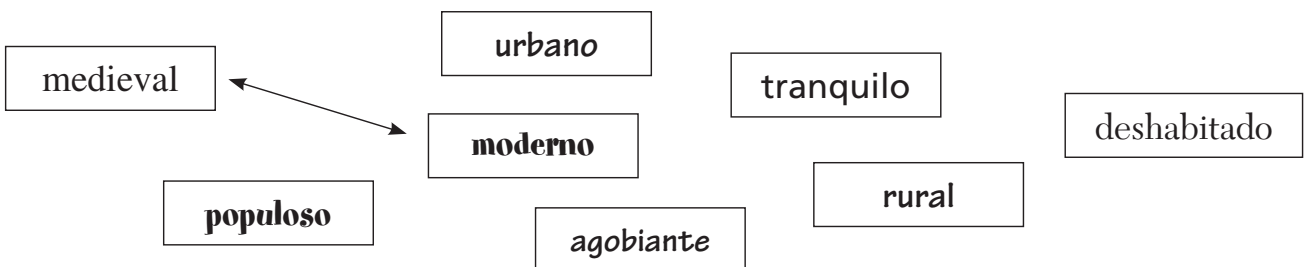 urbano
medieval
tranquilo
deshabitado
moderno
rural
populoso
agobiante